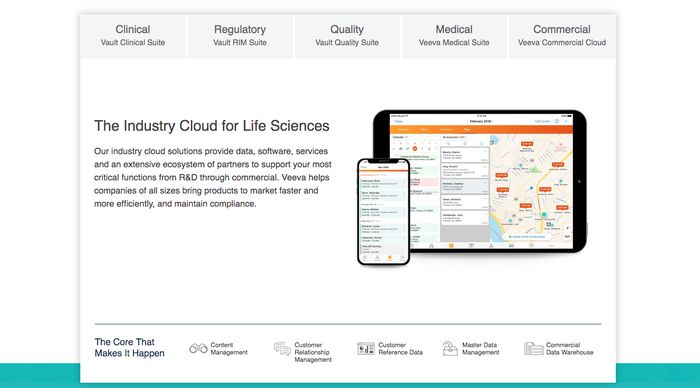 Clinical
Vault Clinical Suite
Regulatory
Vault RIM Suite
Quality
Vault Quality Suite
Medical
Veeva Medical Suite
Commercial
Veeva Commercial Cloud
The Industry Cloud for Life Sciences
Our industry cloud solutions provide data, software, services
and an extensive ecosystem of partners to support your most
critical functions from R&D through commercial. Veeva helps
companies of all sizes bring products to market faster and
more efficiently, and maintain compliance.
February 2018
The Core That
Makes It Happen
Content
Management
Customer
Relationship
Management
Customer
Reference Data
Master Data
Management
Commercial
Data Warehouse